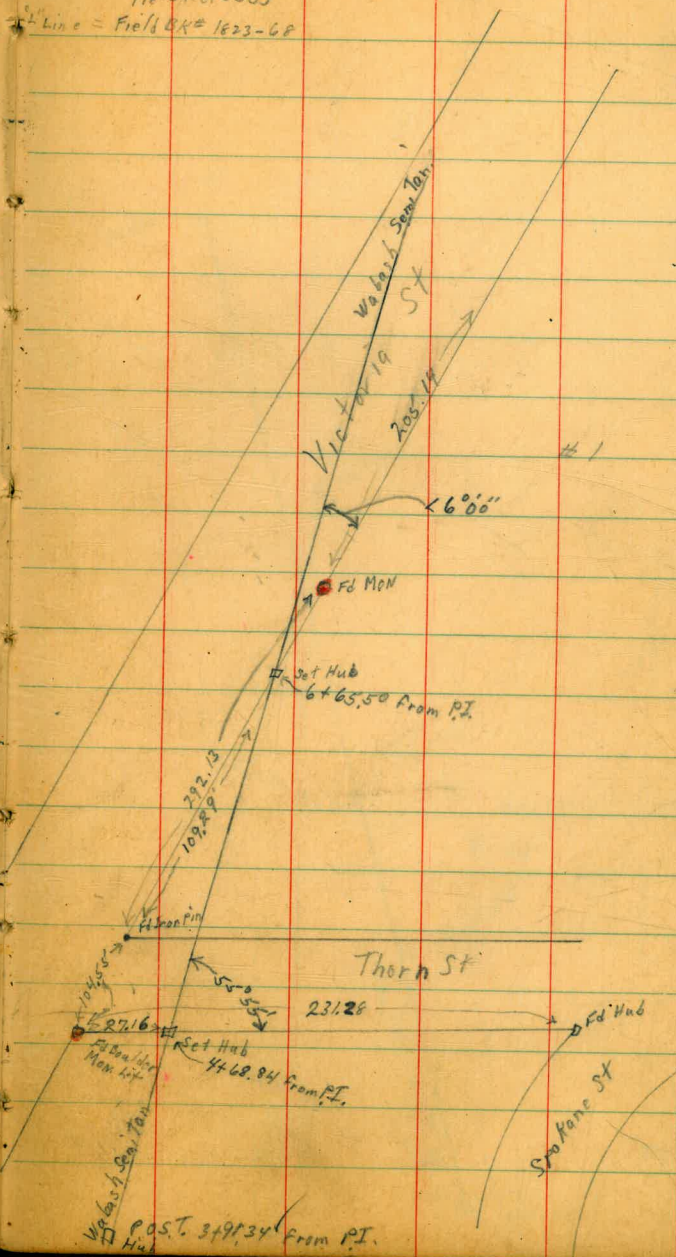 "L" Line = Field BK# 1823-68
Wabash Semi Tan.
Victoria St
205.14
# 1
< 6°00'
Fd MON
Set Hub
6+65.50 From P.I.
292.13
109.89
Fd Iron Pin
Thorn St
104.55
55°55'
231.28
Fd Hub
27.16
Fd Boulder
Mon. Lit
Set Hub
4+68.84 From P.I.
Spokane St
Wabash Semi Tan
P.O.S.T. 3+91.34 From P.I.
Hub